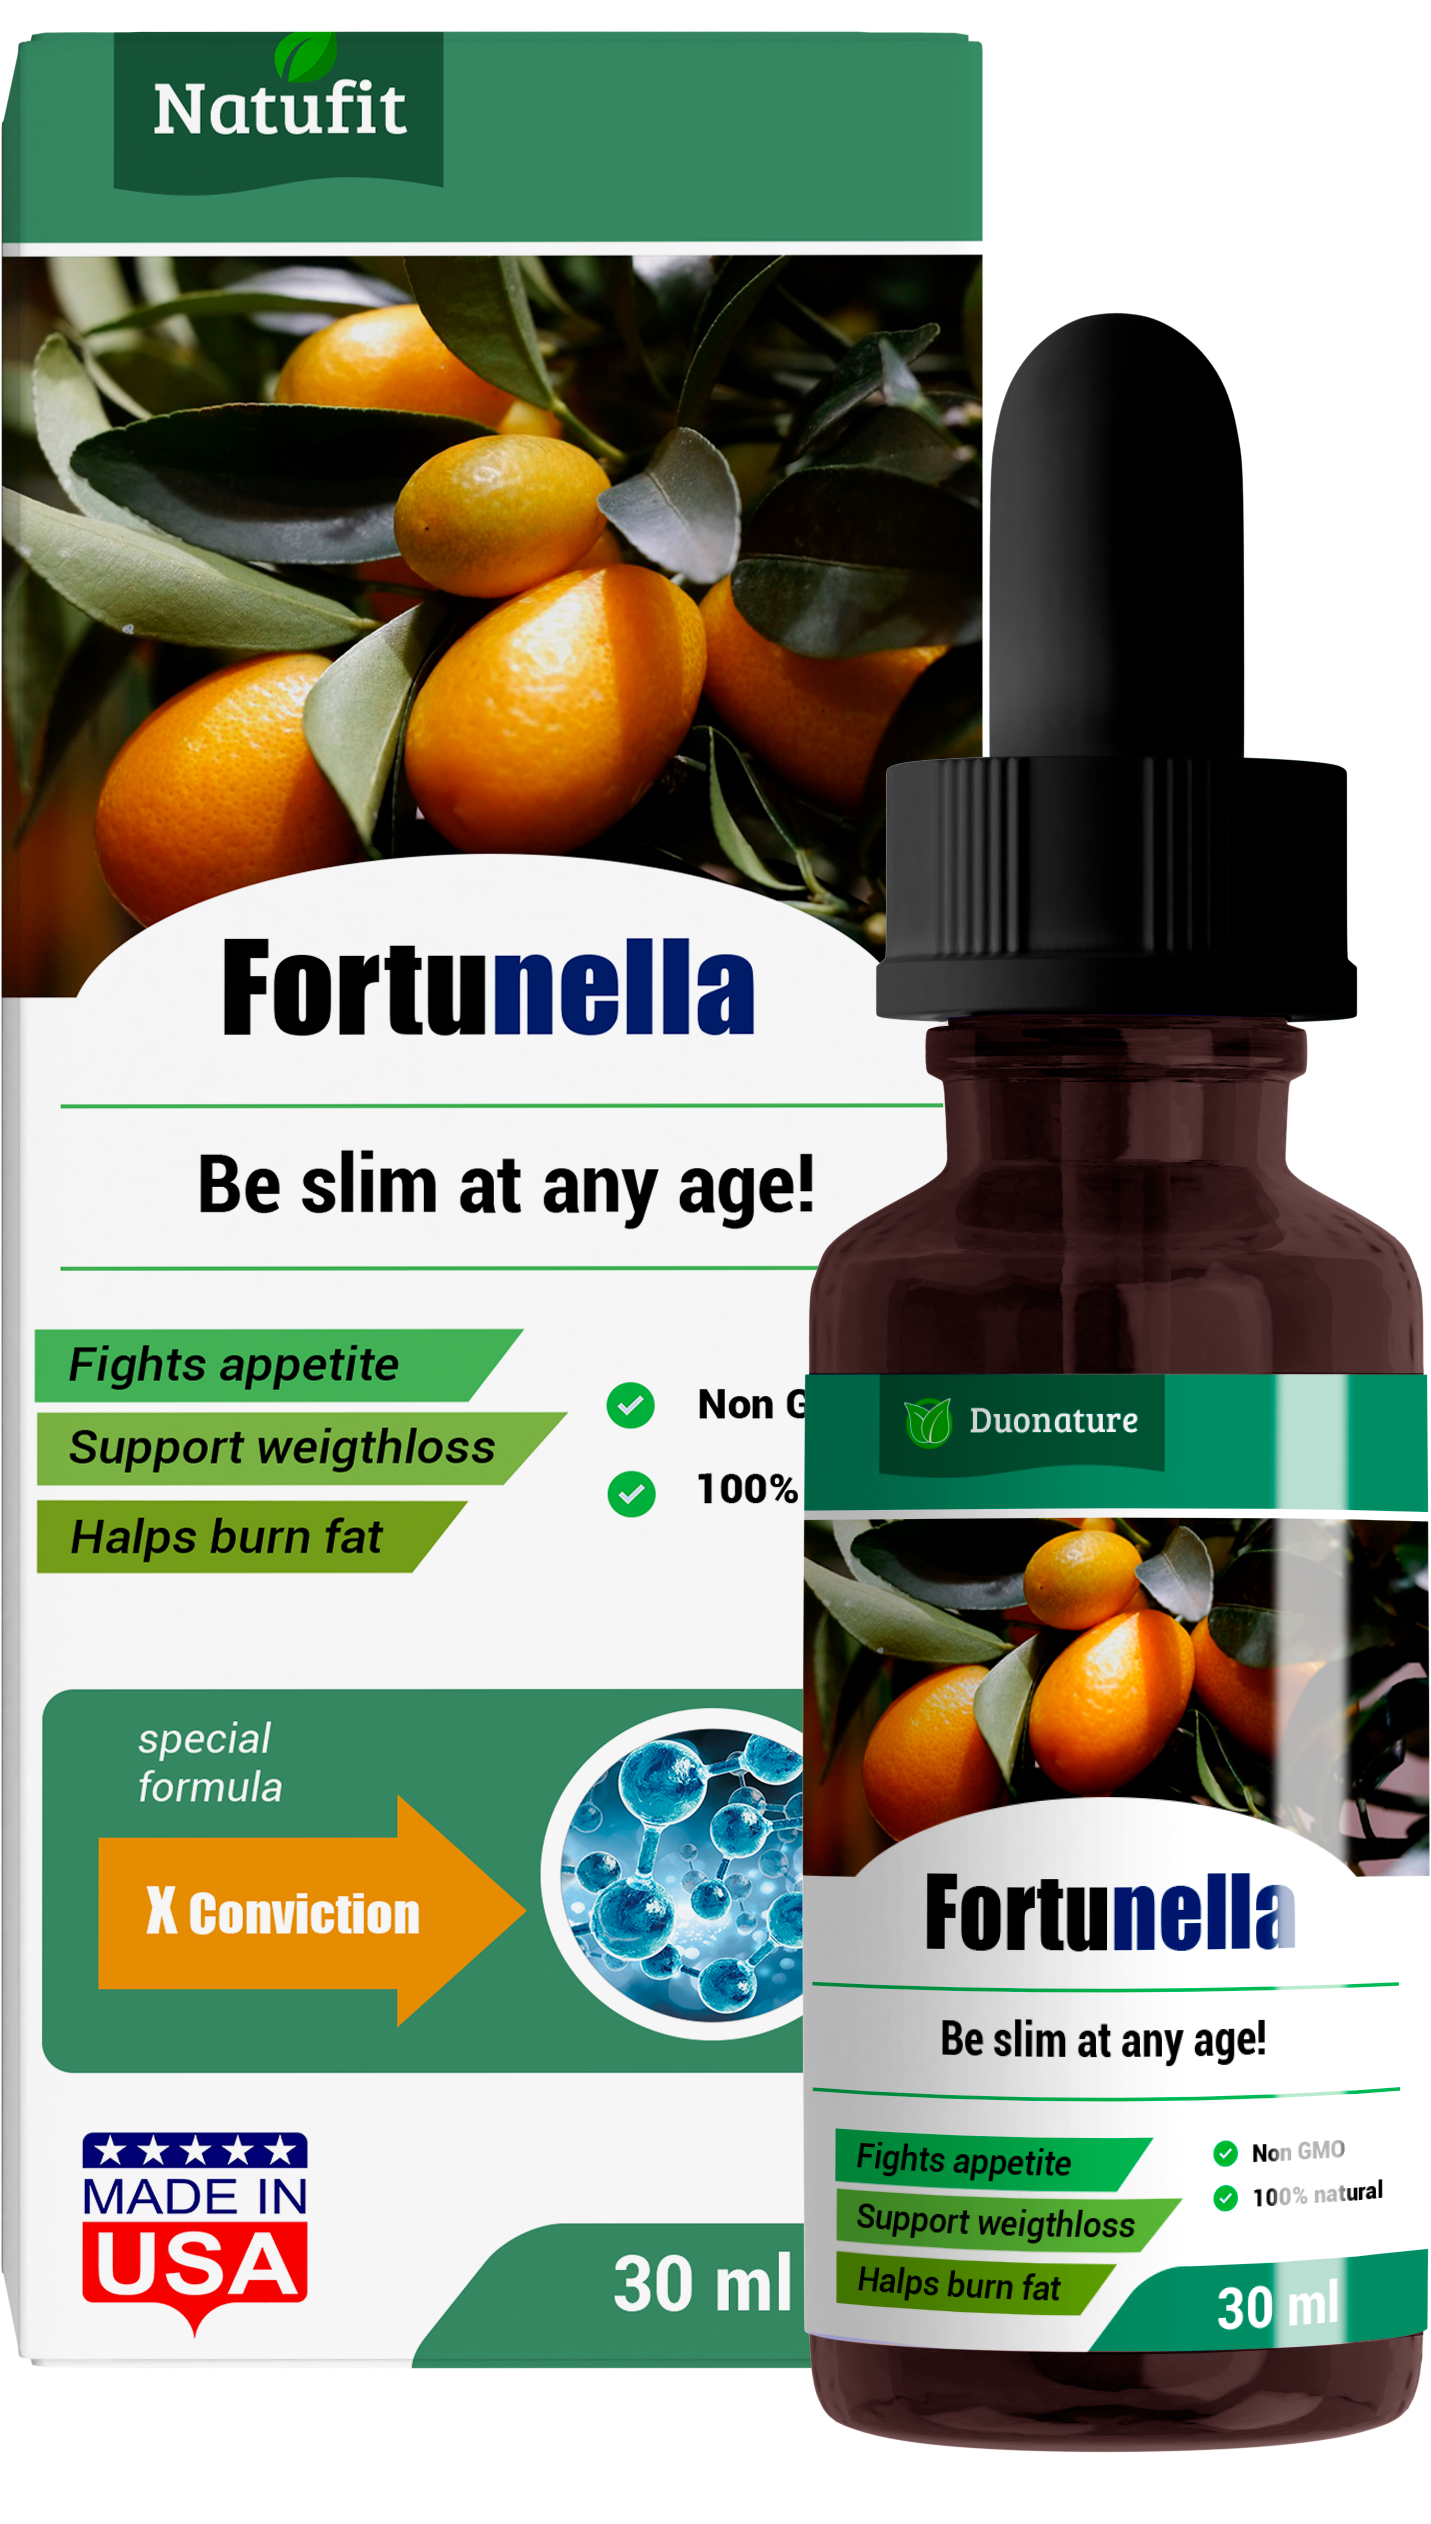 Natufit
Fortunella
Be slim at any age!
Fights appetite
Support weigthloss
Halps burn fat
Non G
100%
special
formula
X Conviction
MADE IN
USA
30 ml
Duonature
Fortunella
Be slim at any age!
Fights appetite
Support weigthloss
Halps burn fat
Non GMO
100% natural
30 ml